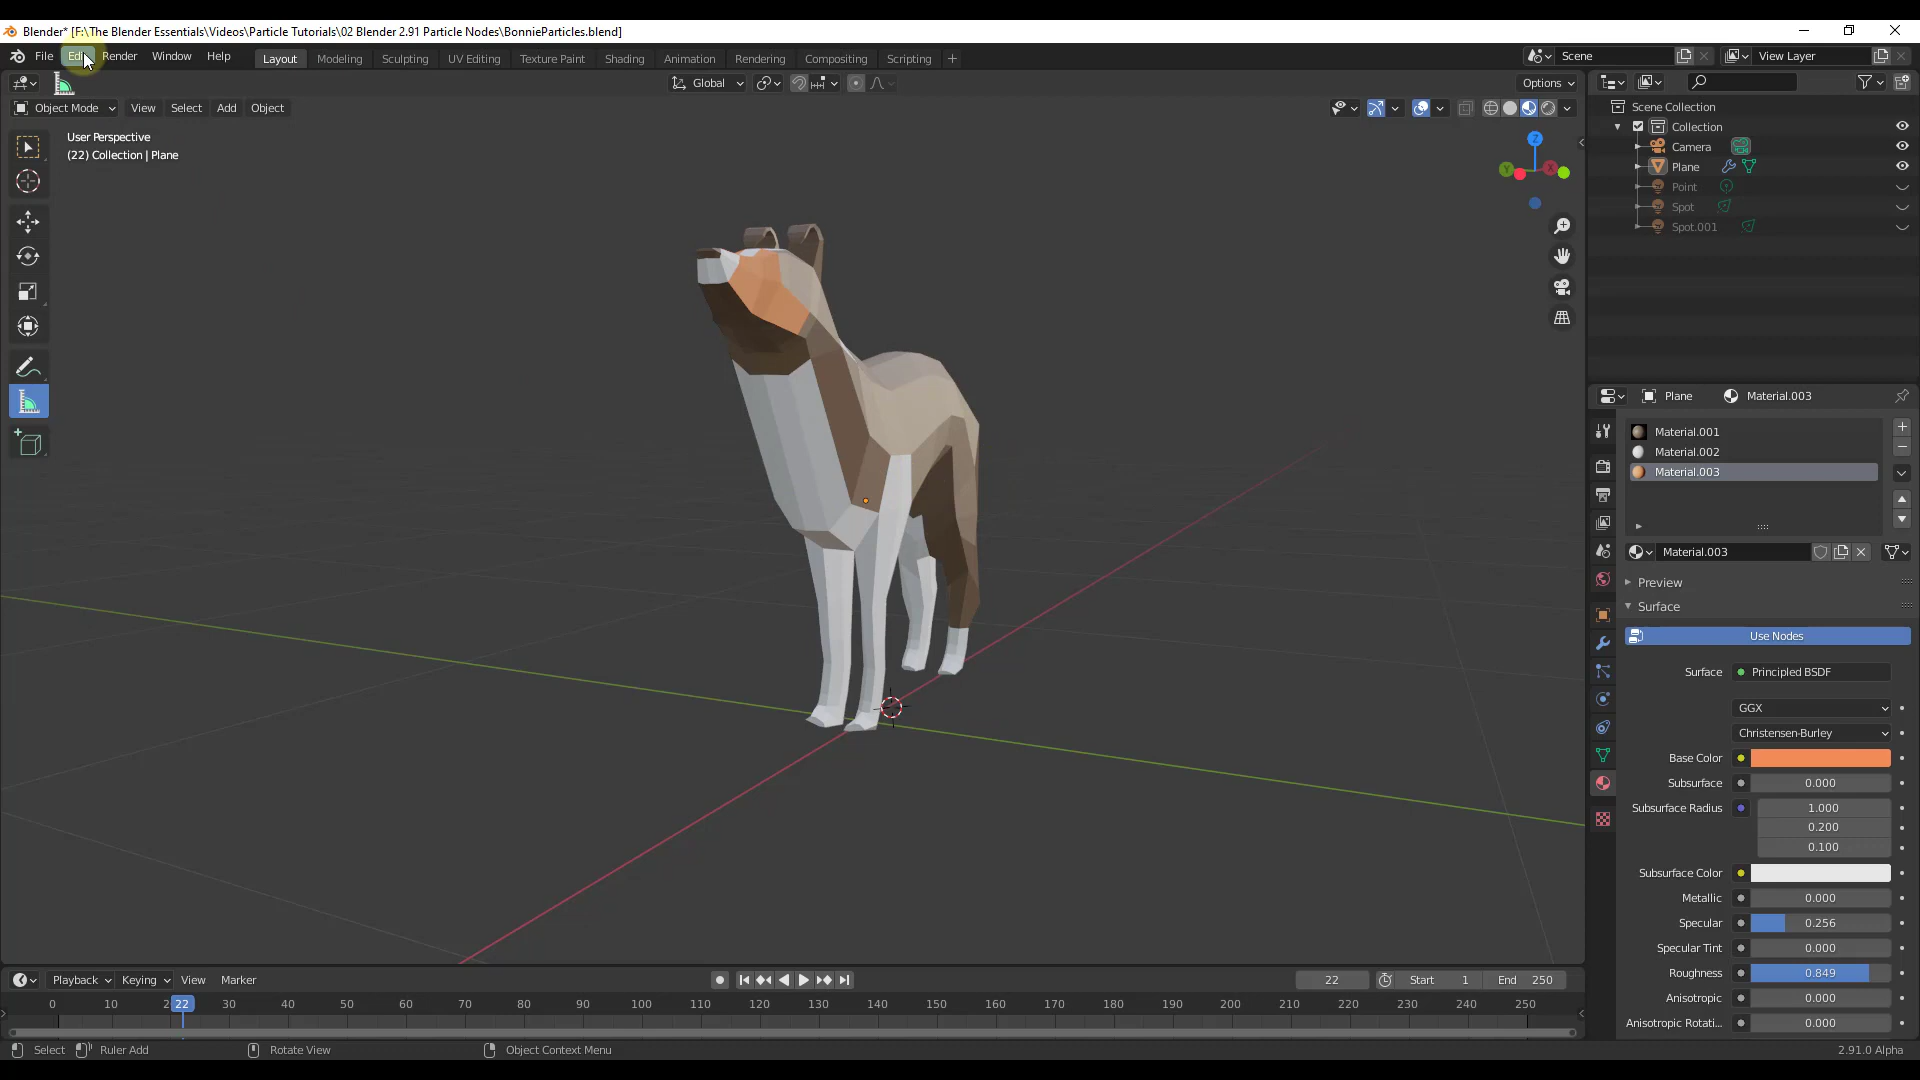 Blender* [F:\The Blender Essentials\Videos\Particle Tutorials\02 Blender 2.91 Particle Nodes\BonnieParticles.blend]
File Edit Render Window Help Layout Modeling Sculpting UV Editing Texture Paint Shading Animation Rendering Compositing Scripting + Scene View Layer
Global Options
Object Mode View Select Add Object
User Perspective
(22) Collection | Plane
Z
Y X
Scene Collection
Collection
Camera
Plane
Point
Spot
Spot.001
Plane Material.003
Material.001
Material.002
Material.003
Material.003
Preview
Surface
Use Nodes
Surface Principled BSDF
GGX
Christensen-Burley
Base Color
Subsurface 0.000
Subsurface Radius 1.000
0.200
0.100
Subsurface Color
Metallic 0.000
Specular 0.256
Specular Tint 0.000
Roughness 0.849
Anisotropic 0.000
Anisotropic Rotati... 0.000
Playback Keying View Marker 22 Start 1 End 250
0 10 2 22 30 40 50 60 70 80 90 100 110 120 130 140 150 160 170 180 190 200 210 220 230 240 250
Select Ruler Add Rotate View Object Context Menu 2.91.0 Alpha